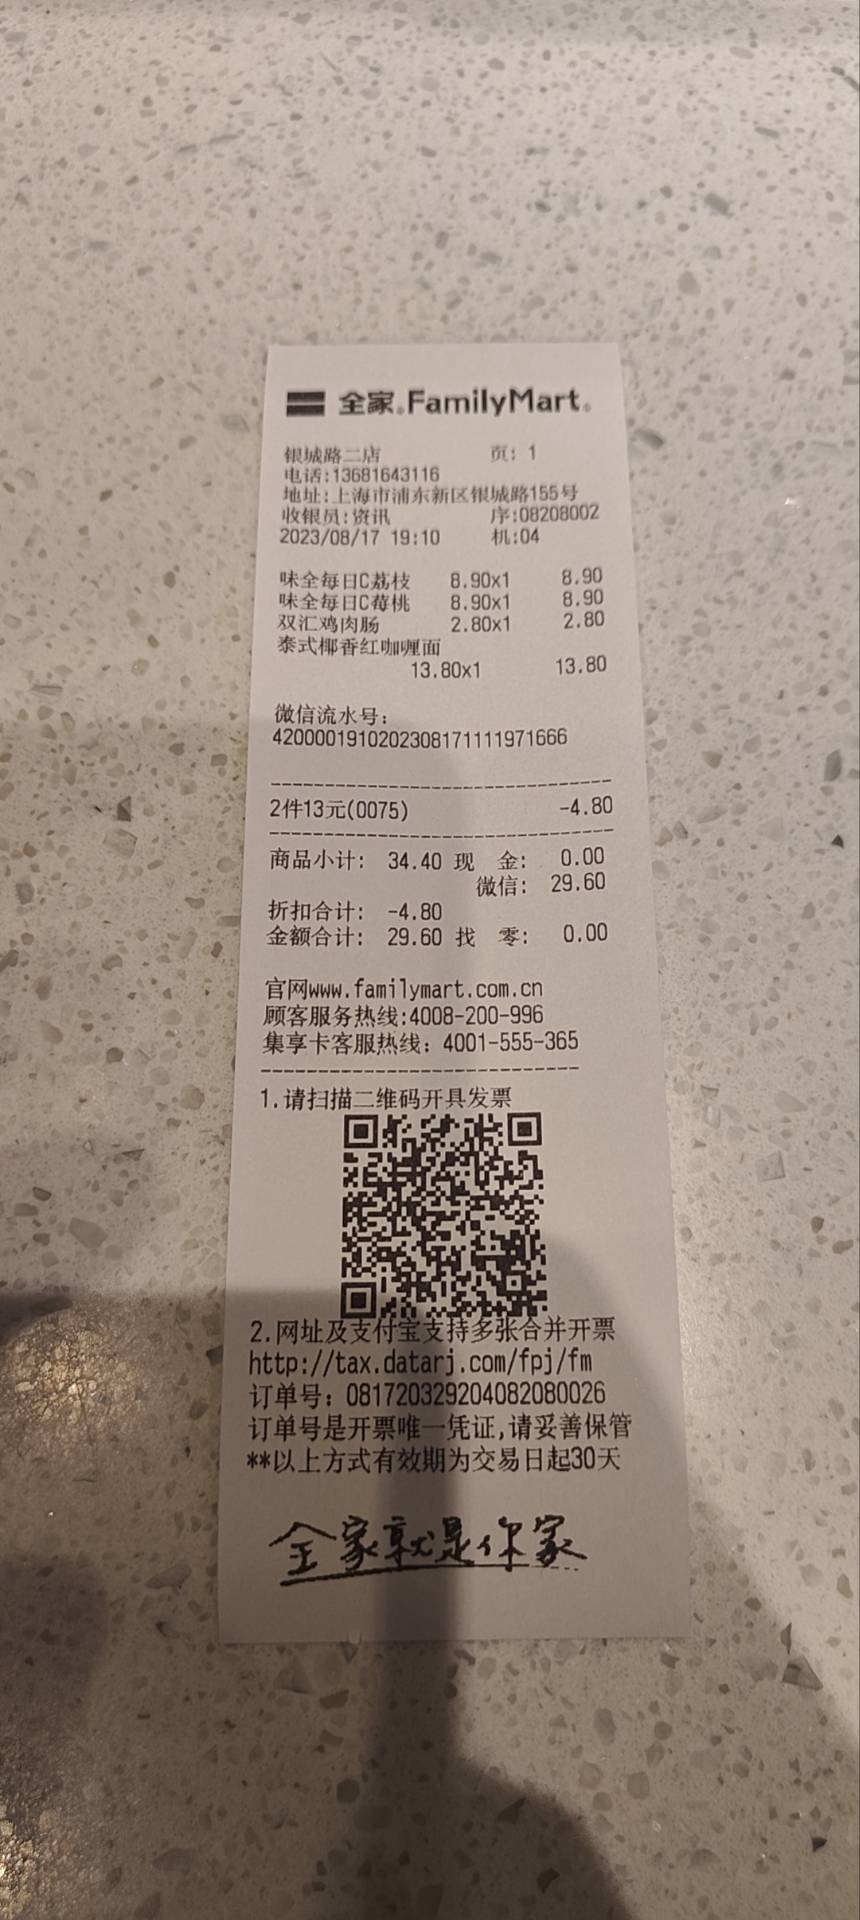 全家 FamilyMart
银城路二店 页: 1
电话:13681643116
地址:上海市浦东新区银城路155号
收银员:资讯 序:08208002
2023/08/17 19:10 机:04
味全每日C荔枝 8.90x1 8.90
味全每日C莓桃 8.90x1 8.90
双汇鸡肉肠 2.80x1 2.80
泰式椰香红咖喱面
13.80x1 13.80
微信流水号:
4200001910202308171111971666
2件13元(0075) -4.80
商品小计: 34.40 现 金: 0.00
微信: 29.60
折扣合计: -4.80
金额合计: 29.60 找 零: 0.00
官网www.familymart.com.cn
顾客服务热线:4008-200-996
集享卡客服热线: 4001-555-365
1.请扫描二维码开具发票
2.网址及支付宝支持多张合并开票
http://tax.datarj.com/fpj/fm
订单号: 081720329204082080026
订单号是开票唯一凭证,请妥善保管
**以上方式有效期为交易日起30天
全家就是你家